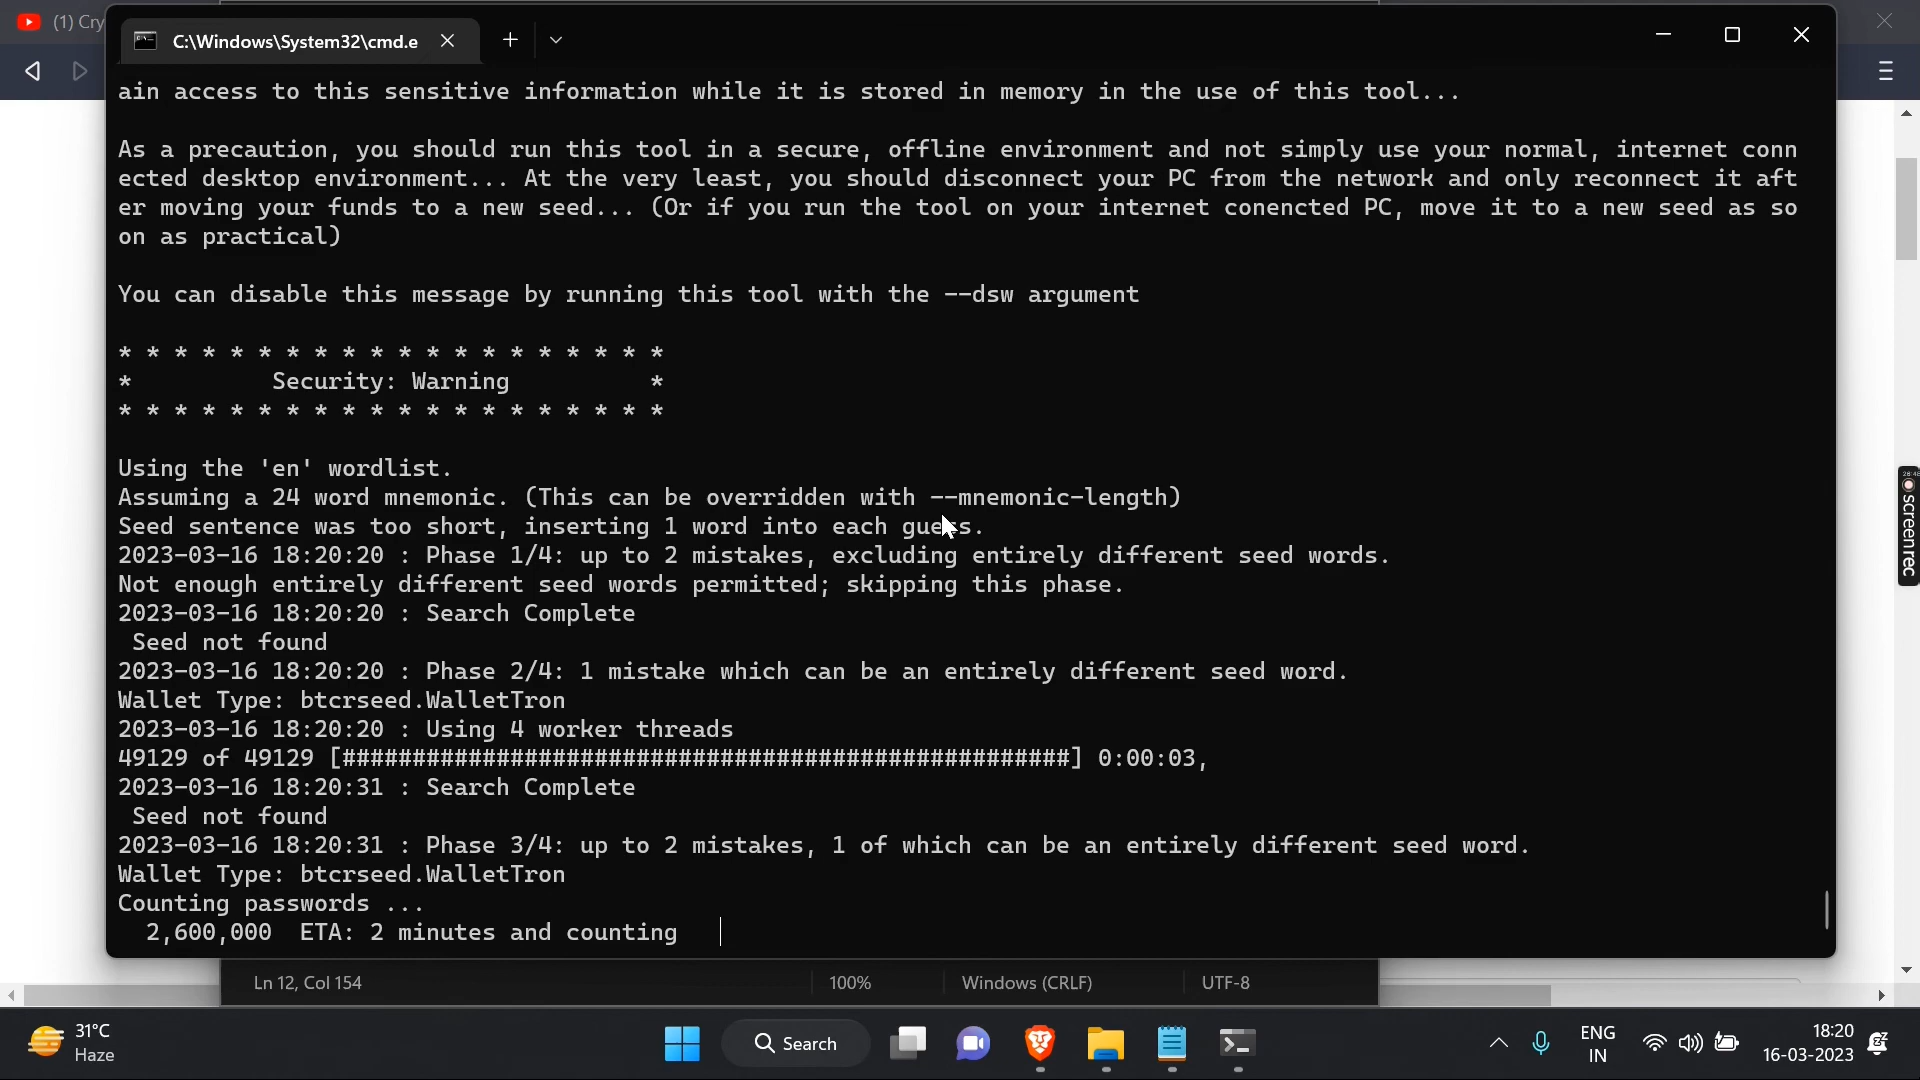 (1) Cry
C:\Windows\System32\cmd.e
ain access to this sensitive information while it is stored in memory in the use of this tool...
As a precaution, you should run this tool in a secure, offline environment and not simply use your normal, internet conn
ected desktop environment... At the very least, you should disconnect your PC from the network and only reconnect it aft
er moving your funds to a new seed... (Or if you run the tool on your internet conencted PC, move it to a new seed as so
on as practical)
You can disable this message by running this tool with the --dsw argument
* * * * * * * * * * * * * * * * * * * *
* Security: Warning *
* * * * * * * * * * * * * * * * * * * *
Using the 'en' wordlist.
Assuming a 24 word mnemonic. (This can be overridden with --mnemonic-length)
Seed sentence was too short, inserting 1 word into each guess.
2023-03-16 18:20:20 : Phase 1/4: up to 2 mistakes, excluding entirely different seed words.
Not enough entirely different seed words permitted; skipping this phase.
2023-03-16 18:20:20 : Search Complete
Seed not found
2023-03-16 18:20:20 : Phase 2/4: 1 mistake which can be an entirely different seed word.
Wallet Type: btcrseed.WalletTron
2023-03-16 18:20:20 : Using 4 worker threads
49129 of 49129 [####################################################] 0:00:03,
2023-03-16 18:20:31 : Search Complete
Seed not found
2023-03-16 18:20:31 : Phase 3/4: up to 2 mistakes, 1 of which can be an entirely different seed word.
Wallet Type: btcrseed.WalletTron
Counting passwords ...
2,600,000 ETA: 2 minutes and counting
screenrec
Ln 12, Col 154
100%
Windows (CRLF)
UTF-8
31°C
Haze
Search
ENG
IN
18:20
16-03-2023